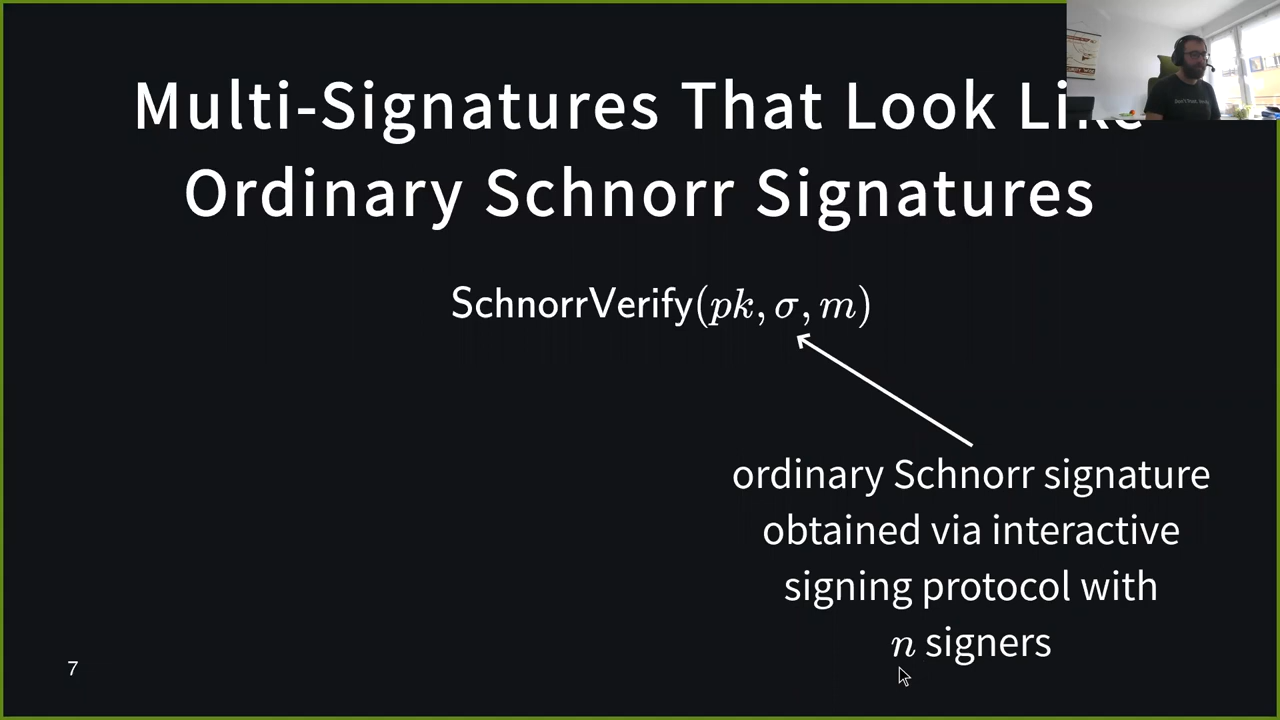 Multi-Signatures That Look Like
Ordinary Schnorr Signatures
SchnorrVerify(pk, σ, m)
ordinary Schnorr signature
obtained via interactive
signing protocol with
n signers
7